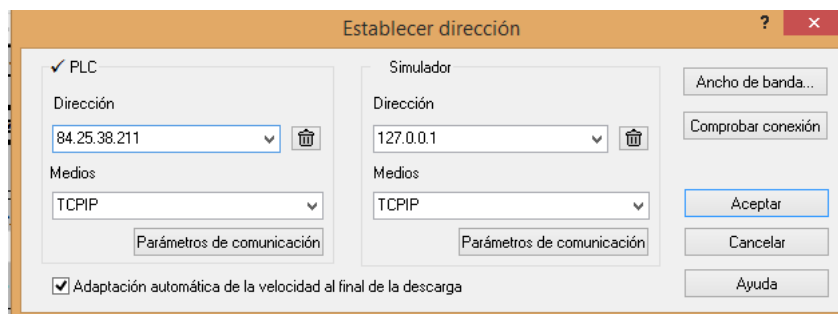 Establecer dirección
? ×
✓ PLC
Dirección
84.25.38.211
Medios
TCPIP
Parámetros de comunicación
Simulador
Dirección
127.0.0.1
Medios
TCPIP
Parámetros de comunicación
Adaptación automática de la velocidad al final de la descarga
Ancho de banda...
Comprobar conexión
Aceptar
Cancelar
Ayuda